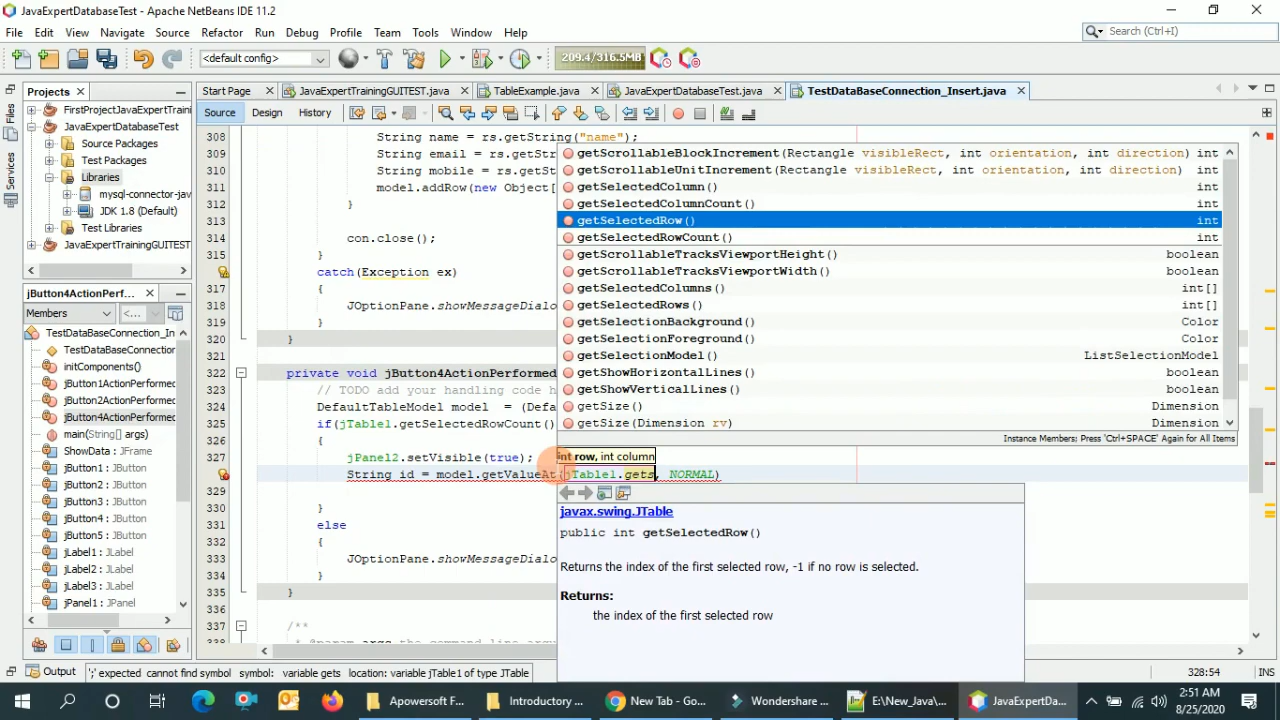 JavaExpertDatabaseTest - Apache NetBeans IDE 11.2
File Edit View Navigate Source Refactor Run Debug Profile Team Tools Window Help
Search (Ctrl+I)
<default config>
209.4/316.5MB
Projects
Start Page
JavaExpertTrainingGUITEST.java
TableExample.java
JavaExpertDatabaseTest.java
TestDataBaseConnection_Insert.java
Source Design History
Files
Services
FirstProjectJavaExpertTraini
JavaExpertDatabaseTest
Source Packages
Test Packages
Libraries
mysql-connector-jav
JDK 1.8 (Default)
Test Libraries
JavaExpertTrainingGUITEST
jButton4ActionPerf...
Members
<...
TestDataBaseConnection_In
TestDataBaseConnection
initComponents()
jButton1ActionPerformed
jButton2ActionPerformed
jButton4ActionPerformed
main(String[] args)
ShowData : JFrame
jButton1 : JButton
jButton2 : JButton
jButton3 : JButton
jButton4 : JButton
jButton5 : JButton
jLabel1 : JLabel
jLabel2 : JLabel
jLabel3 : JLabel
jPanel1 : JPanel
308 String name = rs.getString("name");
309 String email = rs.getStr
310 String mobile = rs.getSt
311 model.addRow(new Object[
312 }
313
314 con.close();
315 }
catch(Exception ex)
317 {
318 JOptionPane.showMessageDialo
319 }
320 }
321
322 private void jButton4ActionPerformed
323 // TODO add your handling code h
324 DefaultTableModel model = (Defa
325 if(jTable1.getSelectedRowCount()
326 {
327 jPanel2.setVisible(true);
String id = model.getValueAt(jTable1.gets, NORMAL)
329
330 }
331 else
332 {
333 JOptionPane.showMessageDialo
334 }
335 }
336
337 /**
338 * @param args the command line argu
getScrollableBlockIncrement(Rectangle visibleRect, int orientation, int direction) int
getScrollableUnitIncrement(Rectangle visibleRect, int orientation, int direction) int
getSelectedColumn() int
getSelectedColumnCount() int
getSelectedRow() int
getSelectedRowCount() int
getScrollableTracksViewportHeight() boolean
getScrollableTracksViewportWidth() boolean
getSelectedColumns() int[]
getSelectedRows() int[]
getSelectionBackground() Color
getSelectionForeground() Color
getSelectionModel() ListSelectionModel
getShowHorizontalLines() boolean
getShowVerticalLines() boolean
getSize() Dimension
getSize(Dimension rv) Dimension
Instance Members: Press 'Ctrl+SPACE' Again for All Items
int row, int column
javax.swing.JTable
public int getSelectedRow()
Returns the index of the first selected row, -1 if no row is selected.
Returns:
the index of the first selected row
Output
';' expected cannot find symbol symbol: variable gets location: variable jTable1 of type JTable
328:54
INS
Apowersoft F...
Introductory ...
New Tab - Go...
Wondershare ...
E:\New_Java\...
JavaExpertDa...
2:51 AM
8/25/2020